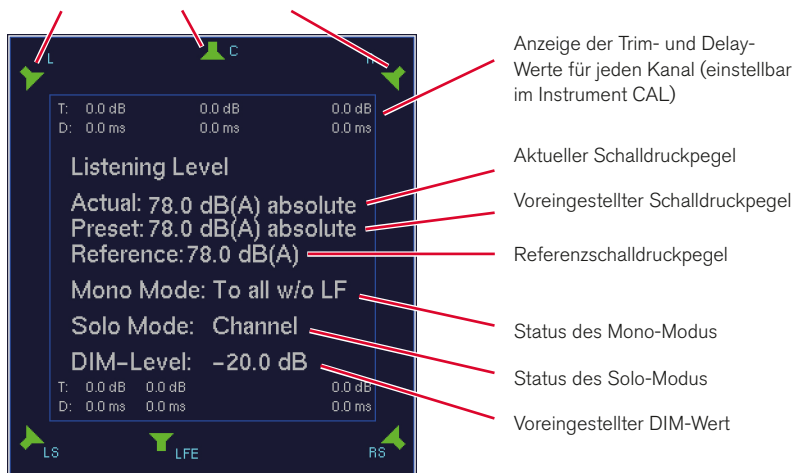 L
C
R
T: 0.0 dB 0.0 dB 0.0 dB
D: 0.0 ms 0.0 ms 0.0 ms
Listening Level
Actual: 78.0 dB(A) absolute
Preset: 78.0 dB(A) absolute
Reference: 78.0 dB(A)
Mono Mode: To all w/o LF
Solo Mode: Channel
DIM-Level: -20.0 dB
T: 0.0 dB 0.0 dB 0.0 dB
D: 0.0 ms 0.0 ms 0.0 ms
LS
LFE
RS
Anzeige der Trim- und Delay-
Werte für jeden Kanal (einstellbar
im Instrument CAL)
Aktueller Schalldruckpegel
Voreingestellter Schalldruckpegel
Referenzschalldruckpegel
Status des Mono-Modus
Status des Solo-Modus
Voreingestellter DIM-Wert